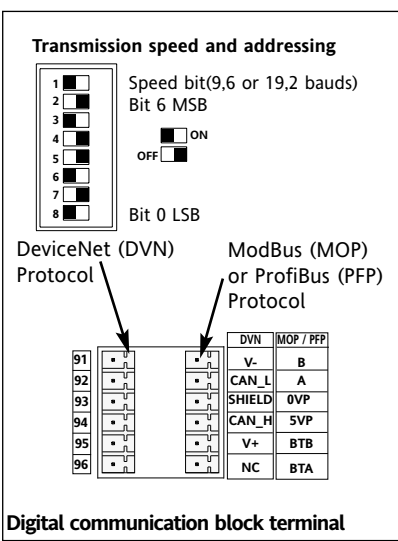 Transmission speed and addressing
1 Speed bit(9,6 or 19,2 bauds)
2 Bit 6 MSB
3
4 ON
5 OFF
6
7
8 Bit 0 LSB
DeviceNet (DVN) Protocol
ModBus (MOP) or ProfiBus (PFP) Protocol
DVN MOP / PFP
91 V- B
92 CAN_L A
93 SHIELD 0VP
94 CAN_H 5VP
95 V+ BTB
96 NC BTA
Digital communication block terminal